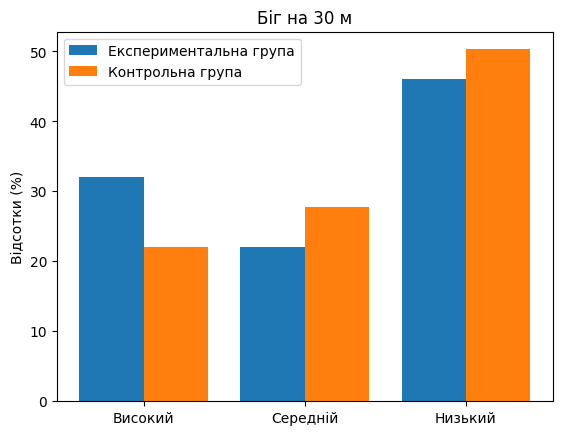 Біг на 30 м
Експериментальна група
Контрольна група
Відсотки (%)
50
40
30
20
10
0
Високий
Середній
Низький